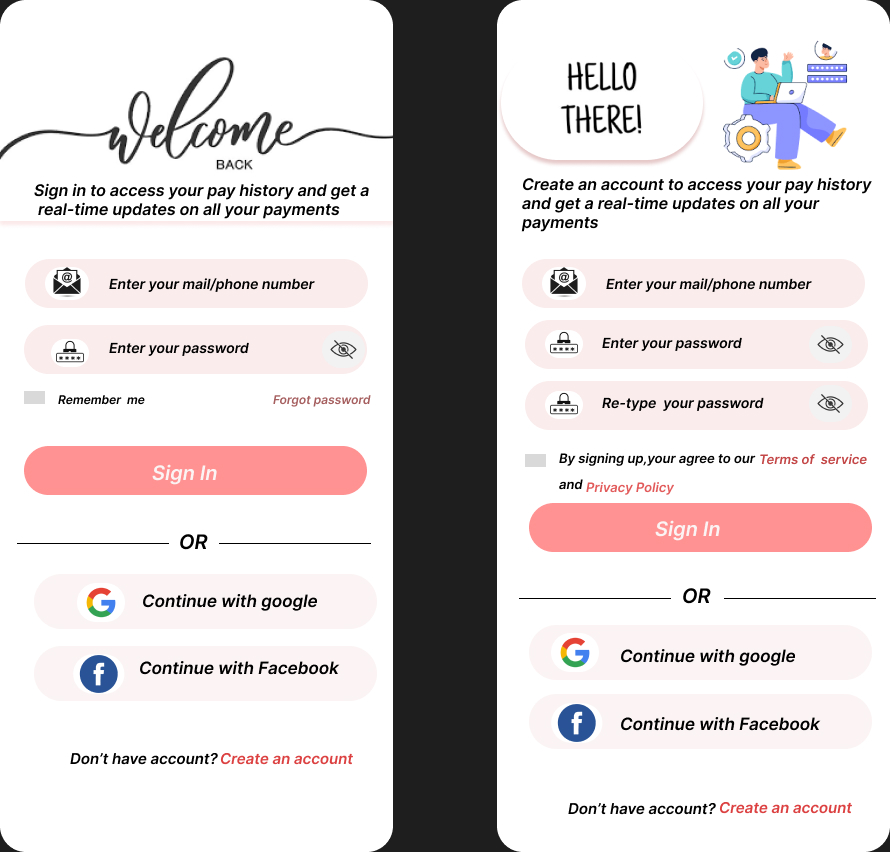 welcome
BACK
Sign in to access your pay history and get a
real-time updates on all your payments
@
Enter your mail/phone number
****
Enter your password
Remember me
Forgot password
Sign In
OR
G
Continue with google
f
Continue with Facebook
Don't have account? Create an account
HELLO
THERE!
Create an account to access your pay history
and get a real-time updates on all your
payments
@
Enter your mail/phone number
****
Enter your password
****
Re-type your password
By signing up,your agree to our Terms of service
and Privacy Policy
Sign In
OR
G
Continue with google
f
Continue with Facebook
Don't have account? Create an account